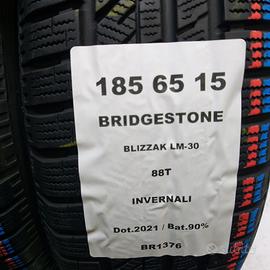 185 65 15
BRIDGESTONE
BLIZZAK LM-30
88T
INVERNALI
Dot.2021 / Bat.90%
BR1376